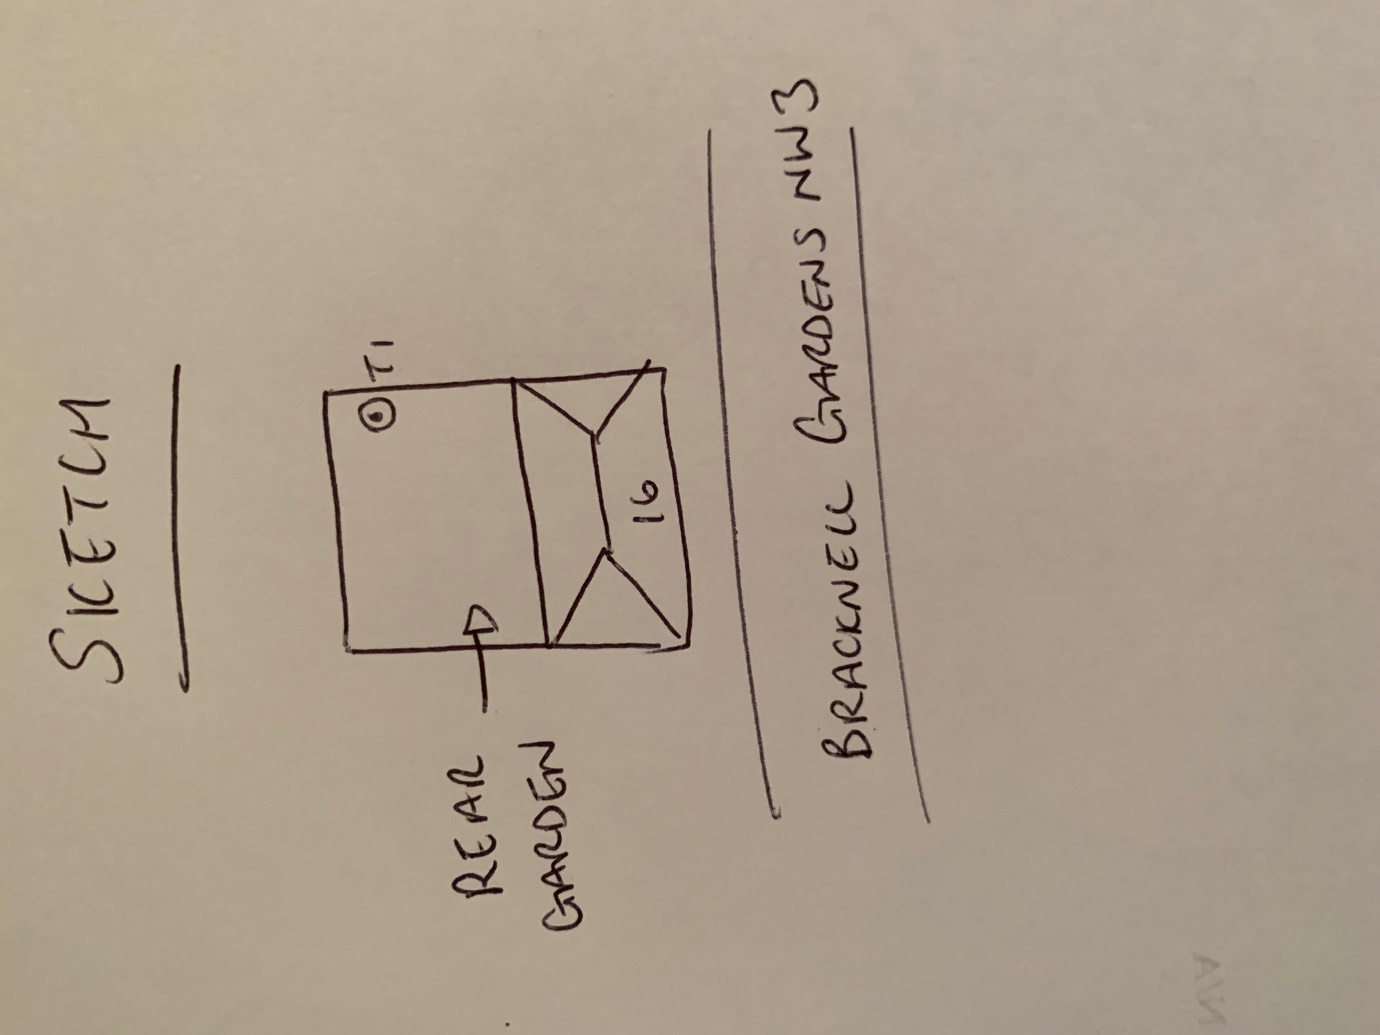 SKETCH
T1
REAR
GARDEN
16
BRACKNELL GARDENS NW3